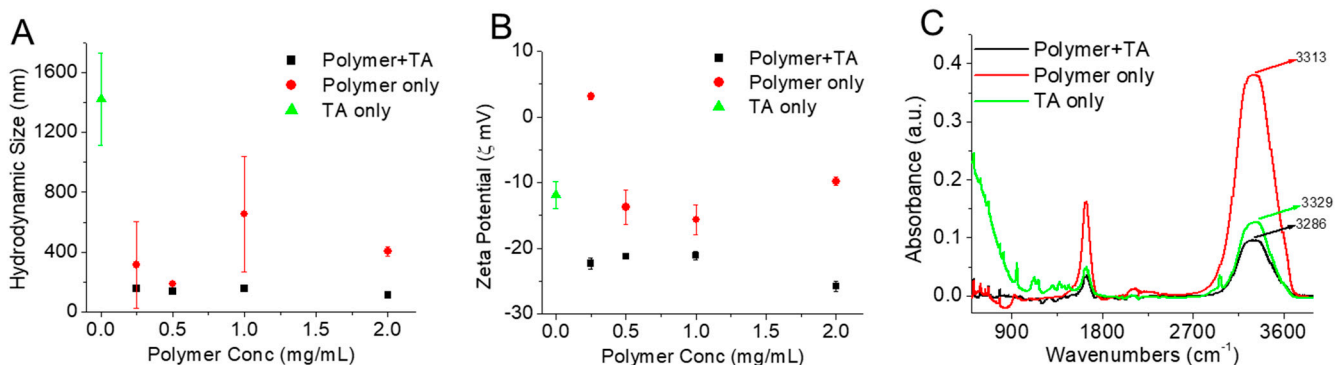 A
Polymer+TA
Polymer only
TA only
1600
1200
800
400
0
0.0
0.5
1.0
1.5
2.0
Hydrodynamic Size (nm)
Polymer Conc (mg/mL)
B
Polymer+TA
Polymer only
TA only
10
0
-10
-20
-30
0.0
0.5
1.0
1.5
2.0
Zeta Potential (ζ mV)
Polymer Conc (mg/mL)
C
Polymer+TA
Polymer only
TA only
3313
3329
3286
0.4
0.3
0.2
0.1
0.0
900
1800
2700
3600
Absorbance (a.u.)
Wavenumbers (cm⁻¹)